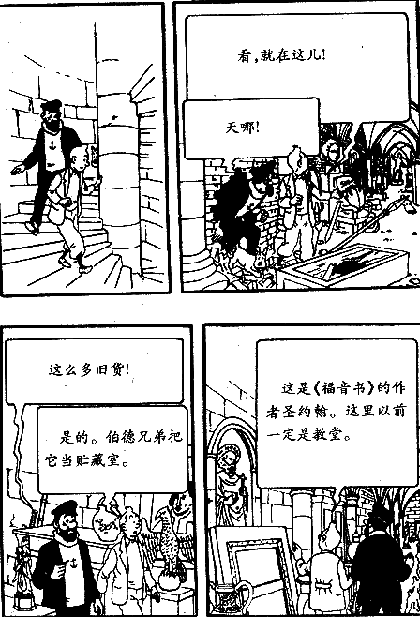 看，就在这儿！
天哪！
这么多旧货！
是的。伯德兄弟把
它当贮藏室。
这是《福音书》的作
者圣约翰。这里以前
一定是教堂。